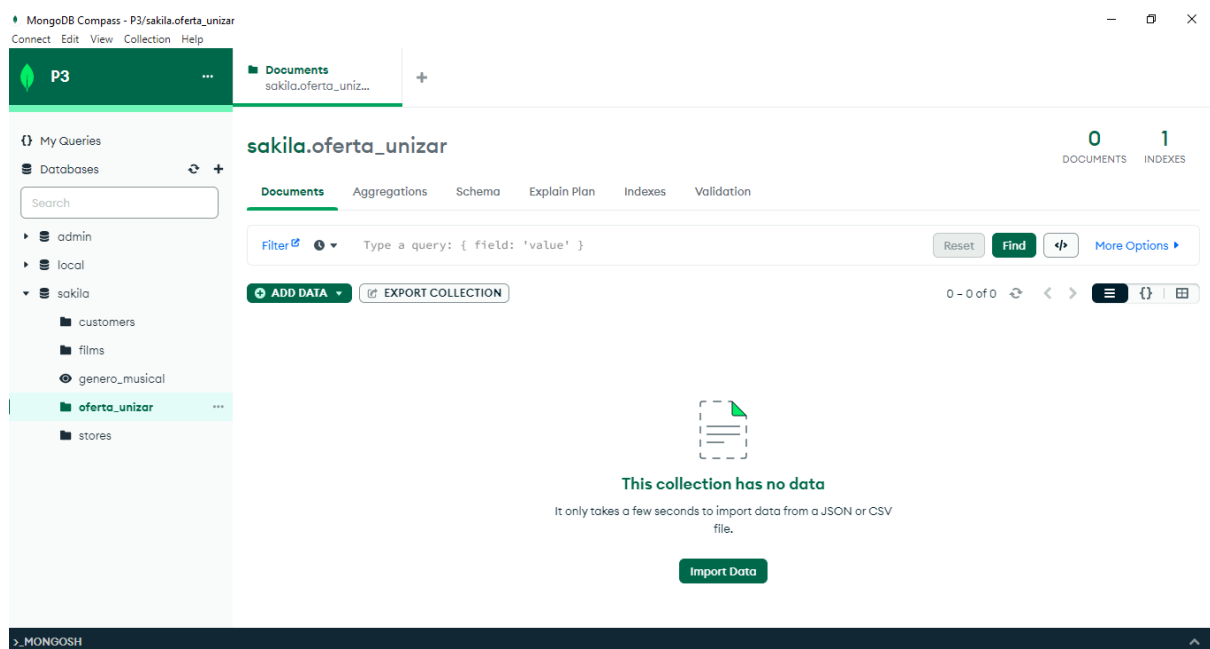 MongoDB Compass - P3/sakila.oferta_unizar
Connect Edit View Collection Help
P3
Documents
sakila.oferta_uniz...
My Queries
Databases
Search
admin
local
sakila
customers
films
genero_musical
oferta_unizar
stores
sakila.oferta_unizar
0
DOCUMENTS
1
INDEXES
Documents Aggregations Schema Explain Plan Indexes Validation
Filter Type a query: { field: 'value' } Reset Find </> More Options
ADD DATA EXPORT COLLECTION 0 – 0 of 0 {}
This collection has no data
It only takes a few seconds to import data from a JSON or CSV
file.
Import Data
>_MONGOSH